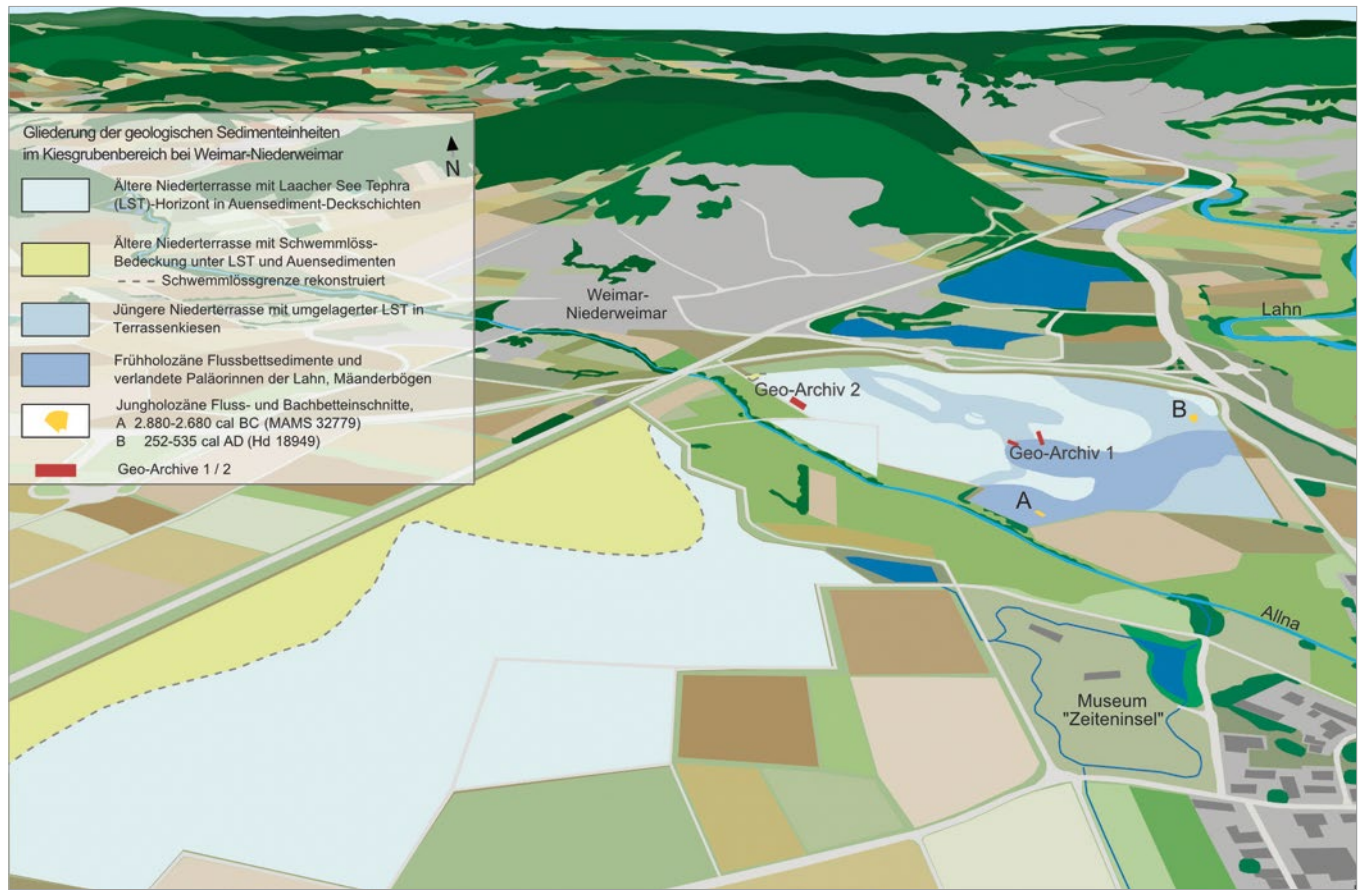 Gliederung der geologischen Sedimenteinheiten
im Kiesgrubenbereich bei Weimar-Niederweimar
N
Ältere Niederterrasse mit Laacher See Tephra
(LST)-Horizont in Auensediment-Deckschichten
Ältere Niederterrasse mit Schwemmlöss-
Bedeckung unter LST und Auensedimenten
Schwemmlössgrenze rekonstruiert
Jüngere Niederterrasse mit umgelagerter LST in
Terrassenkiesen
Frühholozäne Flussbettsedimente und
verlandete Paläorinnen der Lahn, Mäanderbögen
Jungholozäne Fluss- und Bachbetteinschnitte,
A 2.880-2.680 cal BC (MAMS 32779)
B 252-535 cal AD (Hd 18949)
Geo-Archive 1 / 2
Weimar-
Niederweimar
Lahn
Geo-Archiv 2
B
Geo-Archiv 1
A
Allna
Museum
"Zeiteninsel"